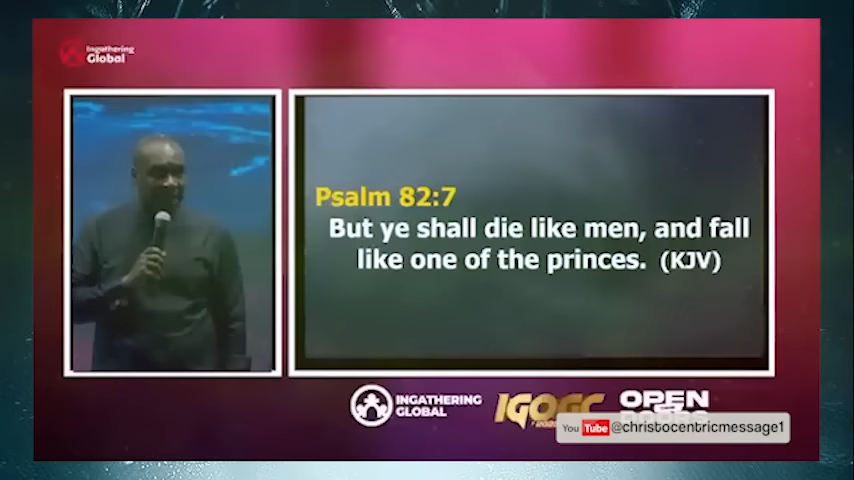 Ingathering
Global
Psalm 82:7
But ye shall die like men, and fall
like one of the princes. (KJV)
INGATHERING
GLOBAL
IGOGC
OPEN
DOORS
You Tube @christocentricmessage1